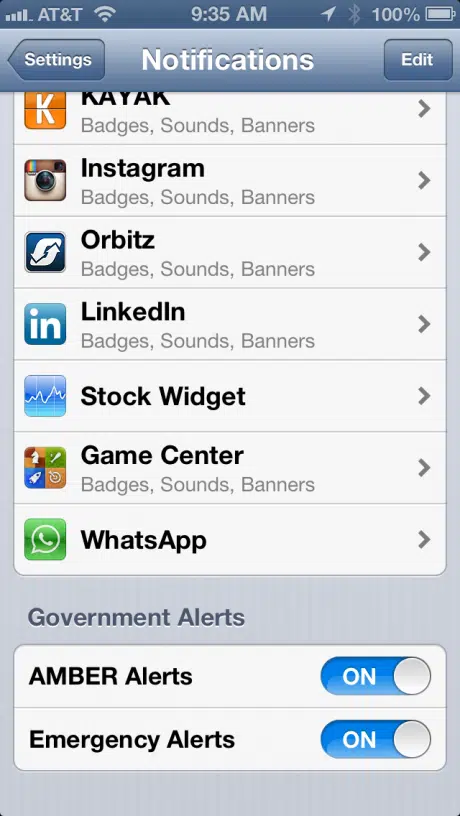 AT&T 9:35 AM 100%
Settings Notifications Edit
KAYAK
Badges, Sounds, Banners
Instagram
Badges, Sounds, Banners
Orbitz
Badges, Sounds, Banners
LinkedIn
Badges, Sounds, Banners
Stock Widget
Game Center
Badges, Sounds, Banners
WhatsApp
Government Alerts
AMBER Alerts ON
Emergency Alerts ON